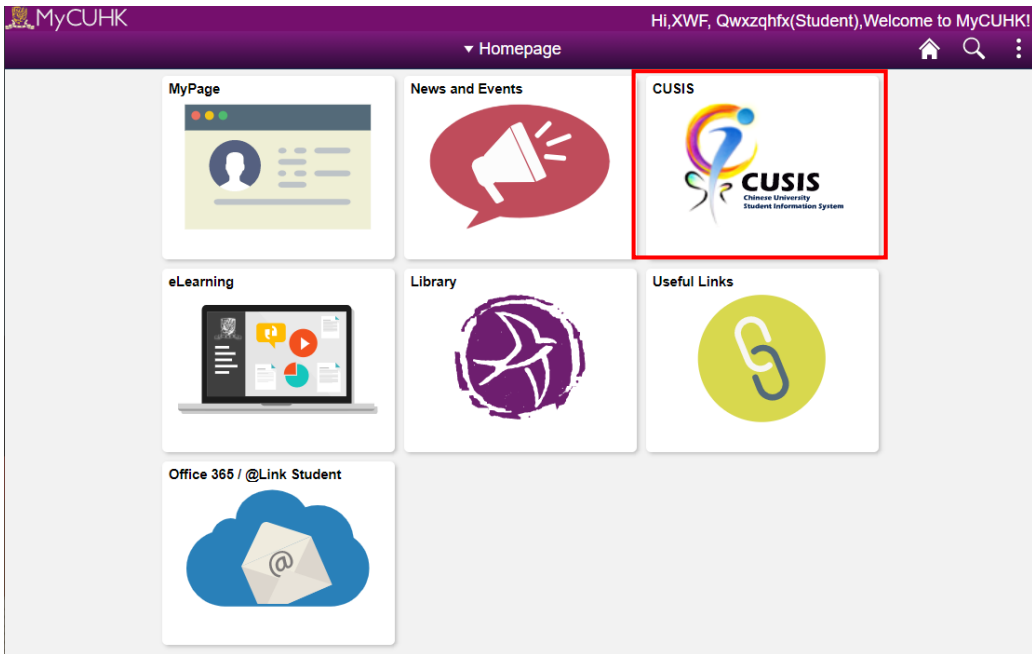 MyCUHK
Hi,XWF, Qwxzqhfx(Student),Welcome to MyCUHK!
Homepage
MyPage
News and Events
CUSIS
CUSIS
Chinese University
Student Information System
eLearning
Library
Useful Links
Office 365 / @Link Student
@